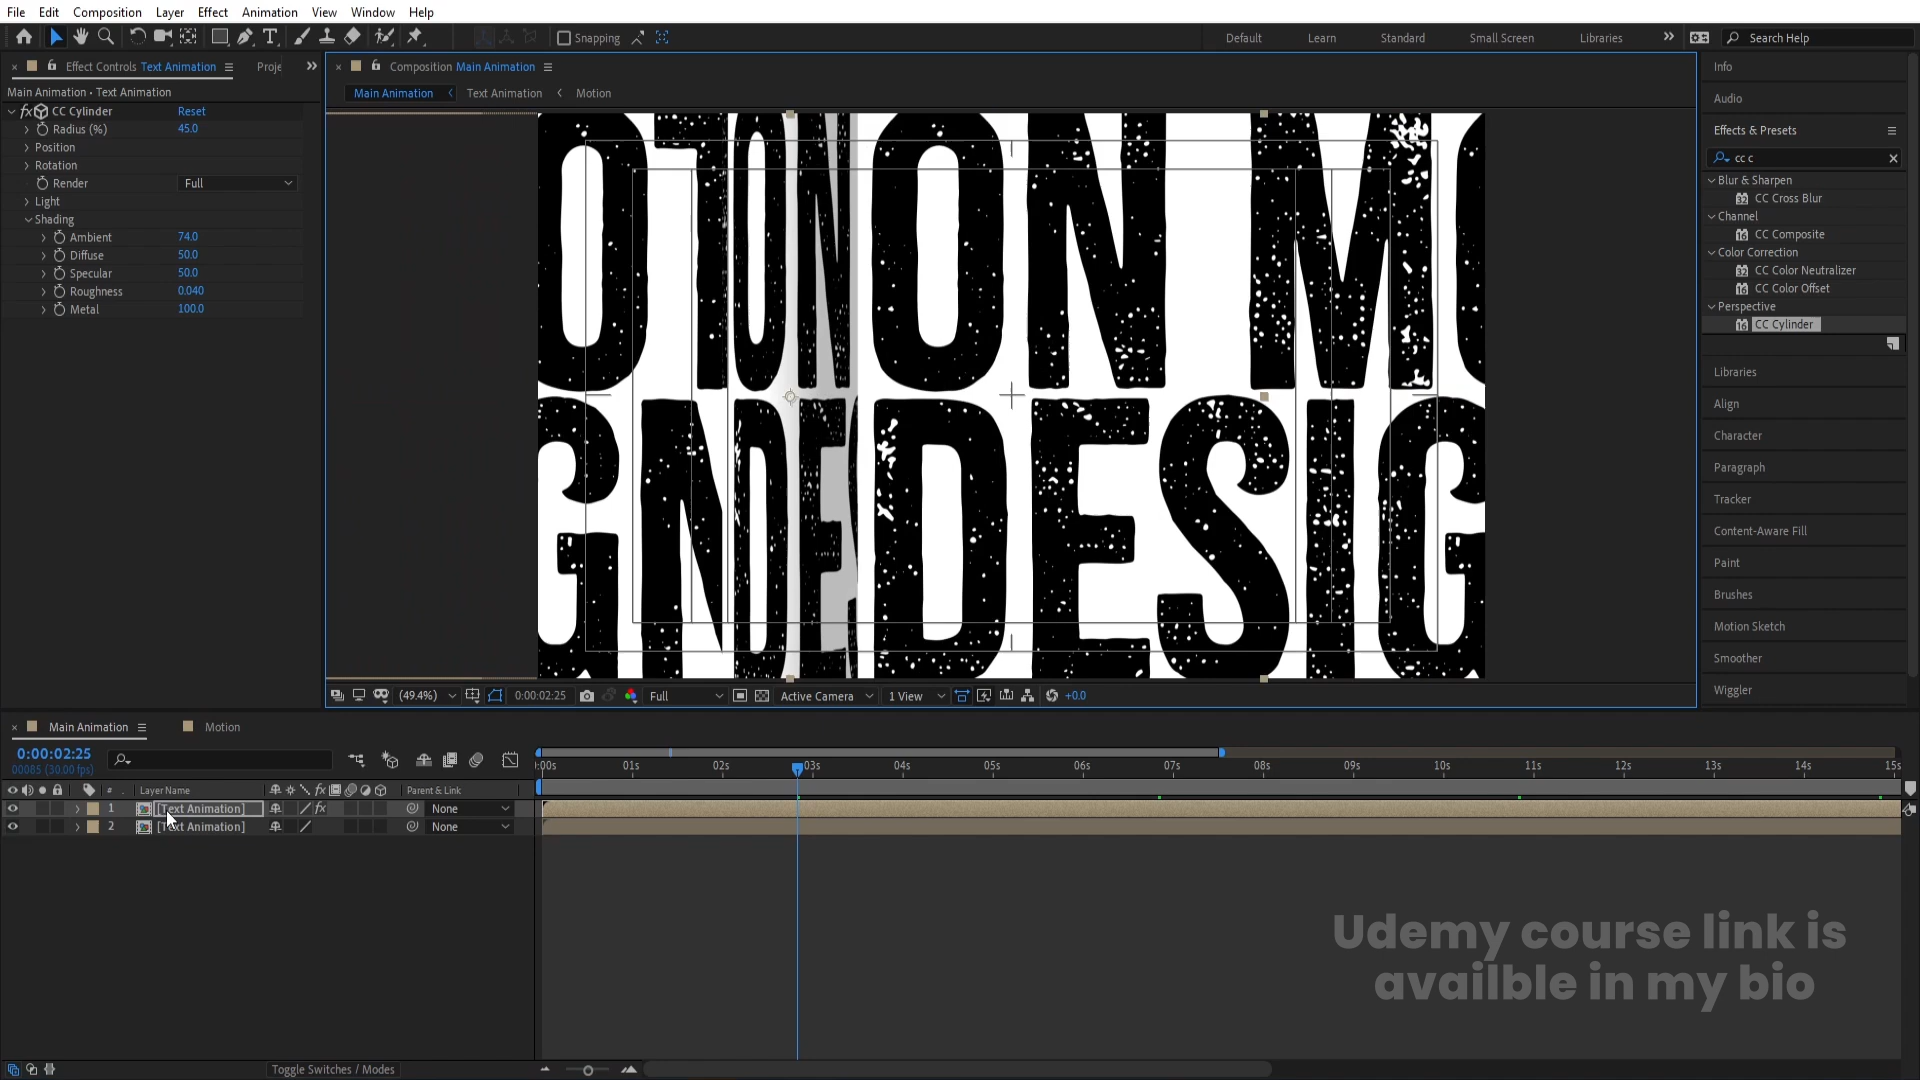 File Edit Composition Layer Effect Animation View Window Help
Snapping Default Learn Standard Small Screen Libraries Search Help
Effect Controls Text Animation Proje
Main Animation • Text Animation
CC Cylinder Reset
Radius (%) 45.0
Position
Rotation
Render Full
Light
Shading
Ambient 74.0
Diffuse 50.0
Specular 50.0
Roughness 0.040
Metal 100.0
Composition Main Animation
Main Animation Text Animation Motion
ON M
DESIG
(49.4%) 0:00:02:25 Full Active Camera 1 View +0.0
Info
Audio
Effects & Presets
cc c
Blur & Sharpen
CC Cross Blur
Channel
CC Composite
Color Correction
CC Color Neutralizer
CC Color Offset
Perspective
CC Cylinder
Libraries
Align
Character
Paragraph
Tracker
Content-Aware Fill
Paint
Brushes
Motion Sketch
Smoother
Wiggler
Main Animation Motion
0:00:02:25
00085 (30.00 fps)
:00s 01s 02s 03s 04s 05s 06s 07s 08s 09s 10s 11s 12s 13s 14s 15s
# Layer Name Parent & Link
1 [Text Animation] None
2 [Text Animation] None
Udemy course link is
availble in my bio
Toggle Switches / Modes